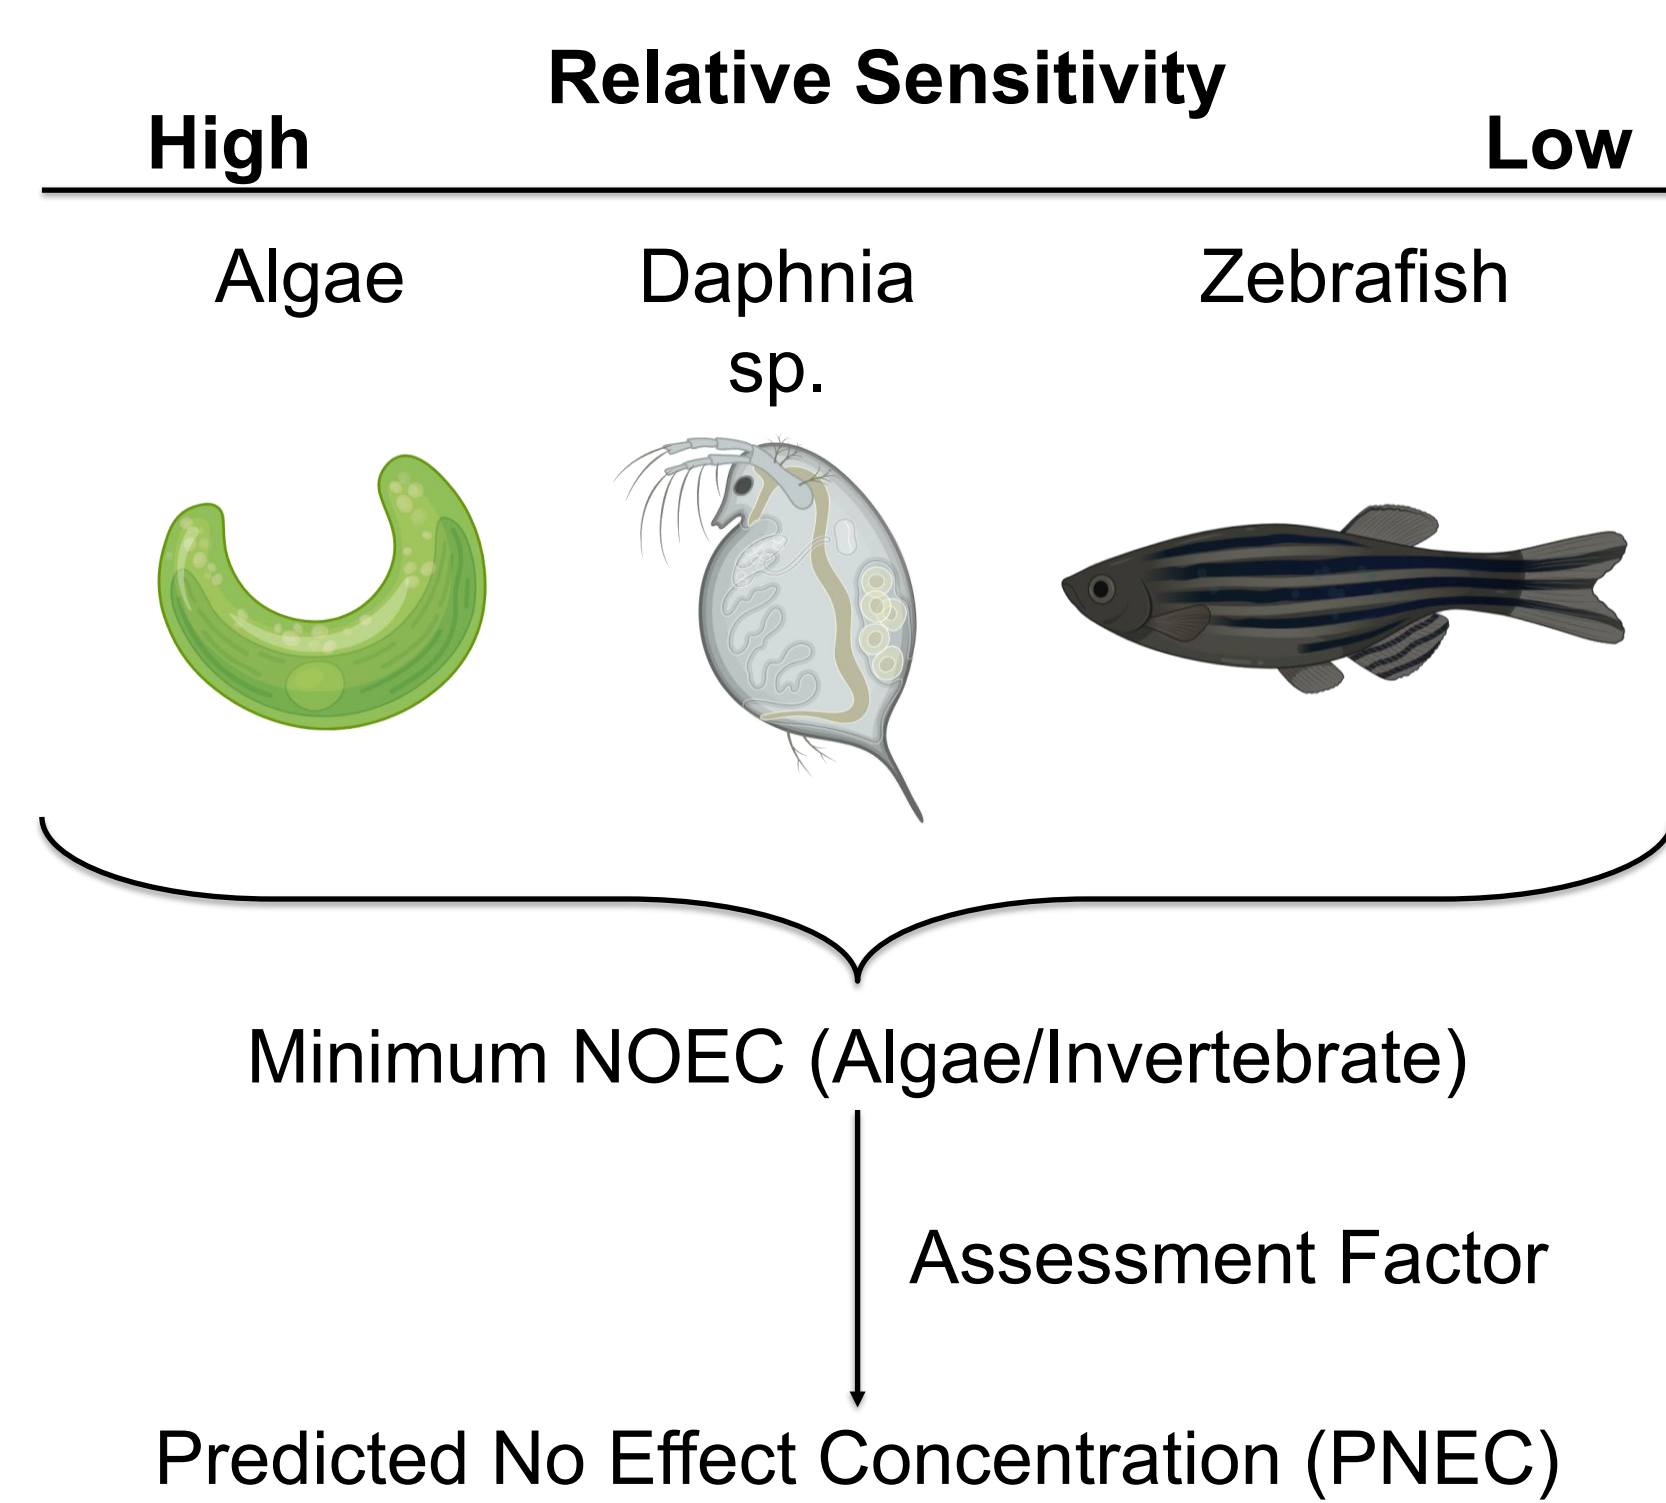 Relative Sensitivity
High
Low
Algae
Daphnia
sp.
Zebrafish
Minimum NOEC (Algae/Invertebrate)
Assessment Factor
Predicted No Effect Concentration (PNEC)